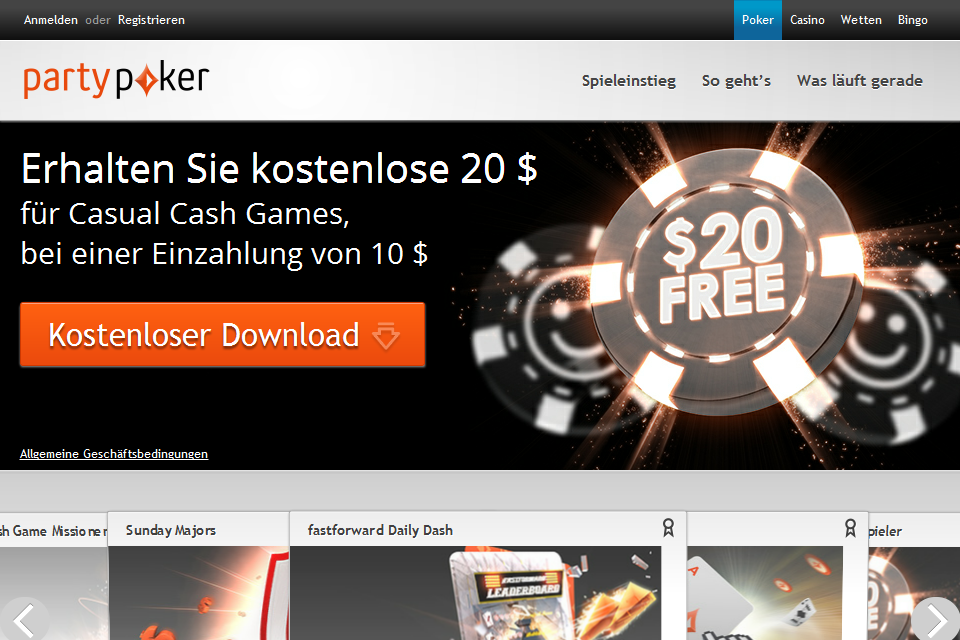 Anmelden oder Registrieren
Poker Casino Wetten Bingo
partypoker
Spieleinstieg So geht's Was läuft gerade
Erhalten Sie kostenlose 20 $
für Casual Cash Games,
bei einer Einzahlung von 10 $
$20
FREE
Kostenloser Download
Allgemeine Geschäftsbedingungen
sh Game Missionen
Sunday Majors
fastforward Daily Dash
pieler
FASTFORWARD
LEADERBOARD
A